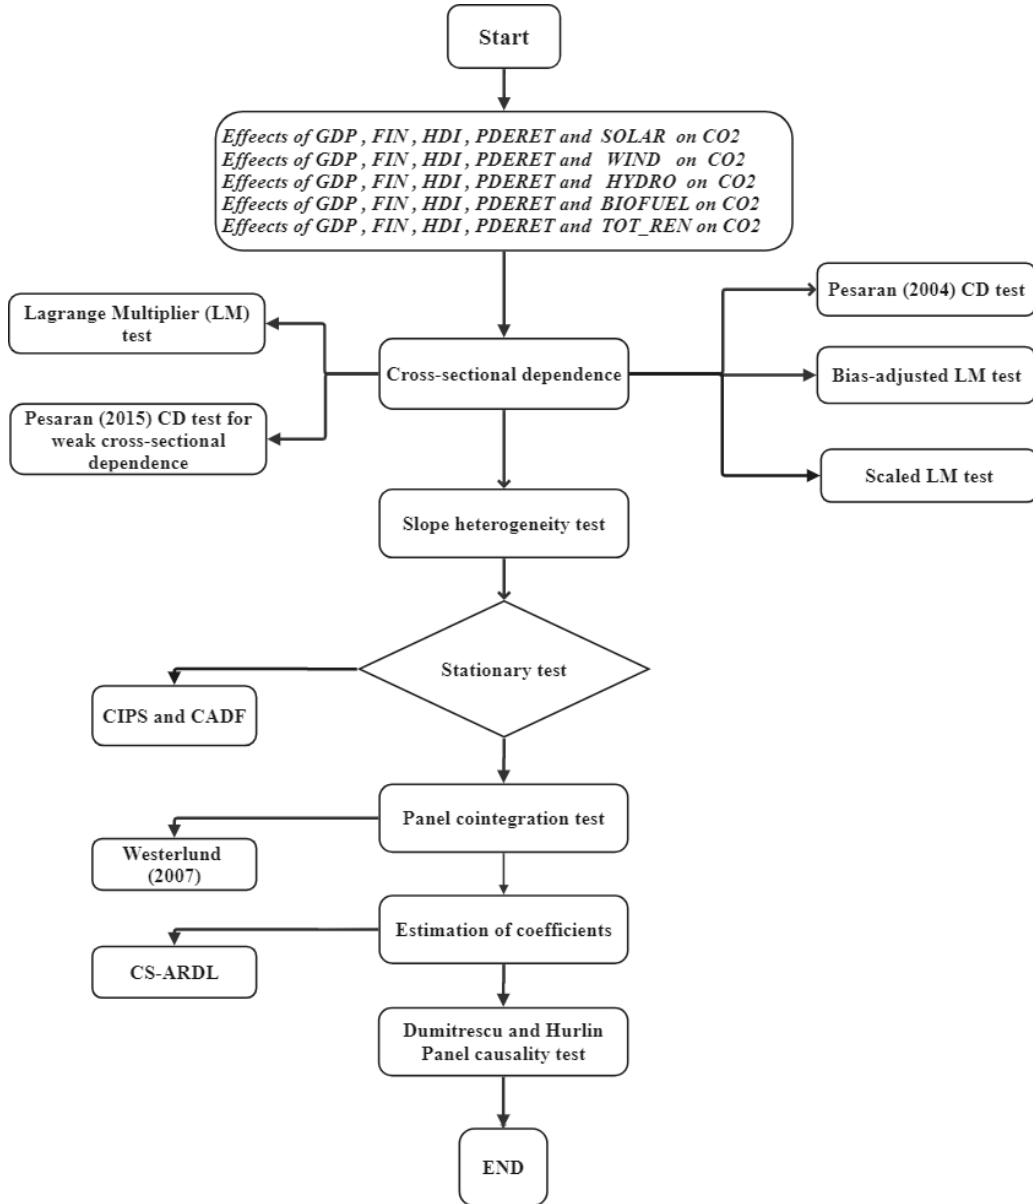 Start
Effeects of GDP , FIN , HDI , PDERET and SOLAR on CO2
Effeects of GDP , FIN , HDI , PDERET and WIND on CO2
Effeects of GDP , FIN , HDI , PDERET and HYDRO on CO2
Effeects of GDP , FIN , HDI , PDERET and BIOFUEL on CO2
Effeects of GDP , FIN , HDI , PDERET and TOT_REN on CO2
Lagrange Multiplier (LM)
test
Pesaran (2015) CD test for
weak cross-sectional
dependence
Cross-sectional dependence
Pesaran (2004) CD test
Bias-adjusted LM test
Scaled LM test
Slope heterogeneity test
Stationary test
CIPS and CADF
Panel cointegration test
Westerlund
(2007)
Estimation of coefficients
CS-ARDL
Dumitrescu and Hurlin
Panel causality test
END